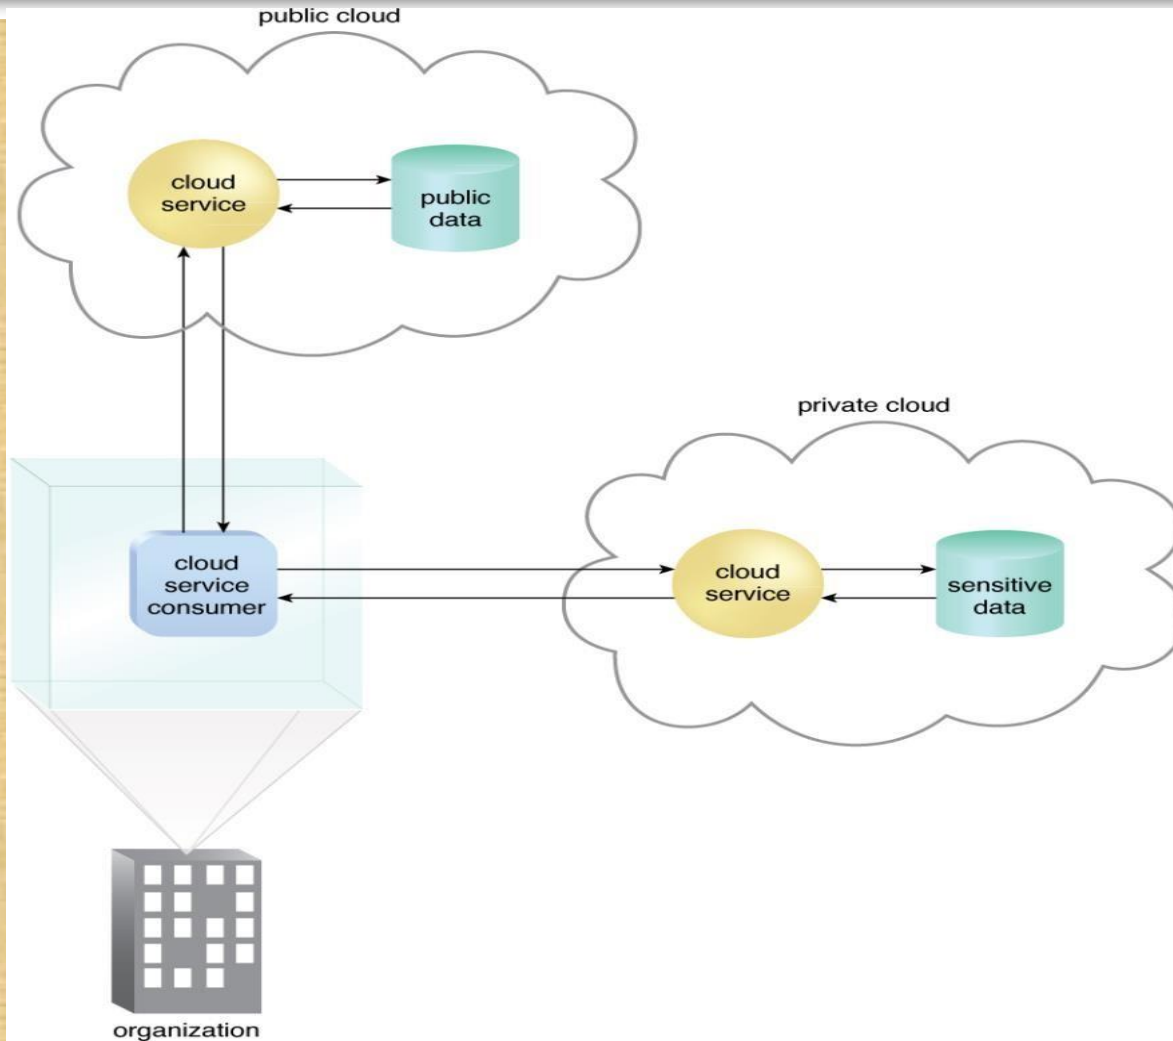 public cloud
cloud
service
public
data
private cloud
cloud
service
consumer
cloud
service
sensitive
data
organization